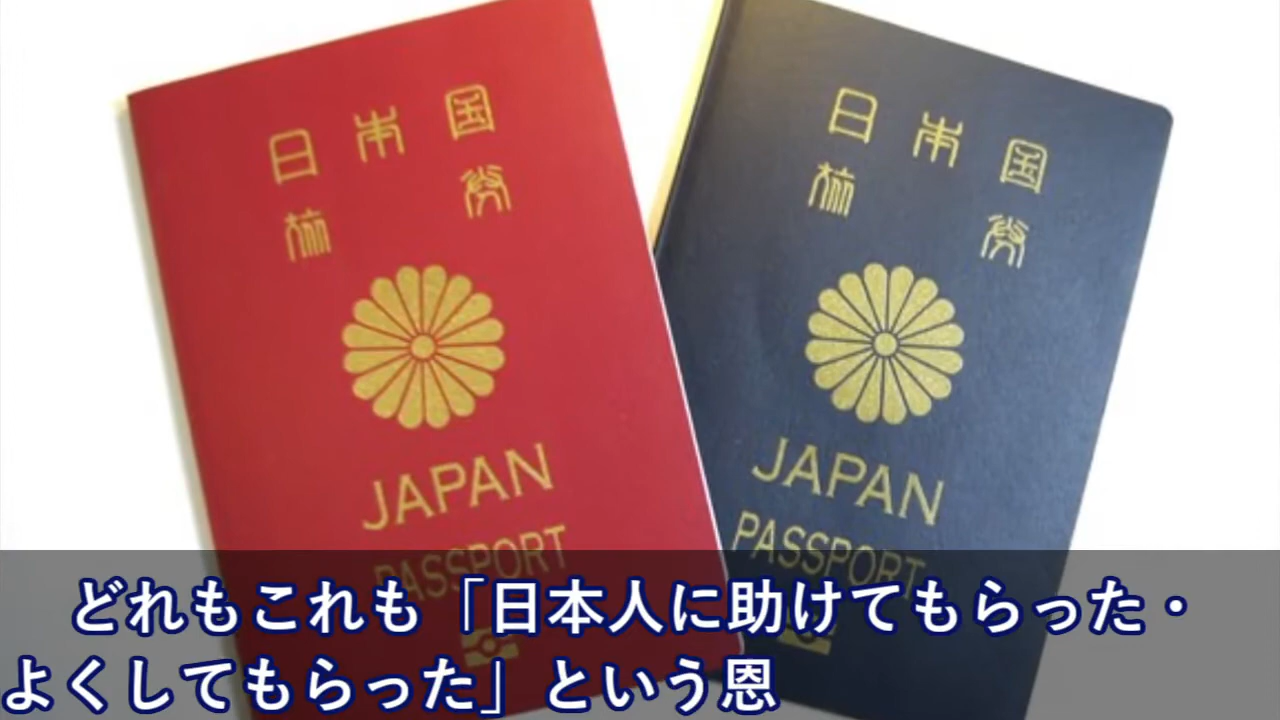 日本国
旅券
JAPAN
PASSPORT
日本国
旅券
JAPAN
PASSPORT
どれもこれも「日本人に助けてもらった・
よくしてもらった」という恩